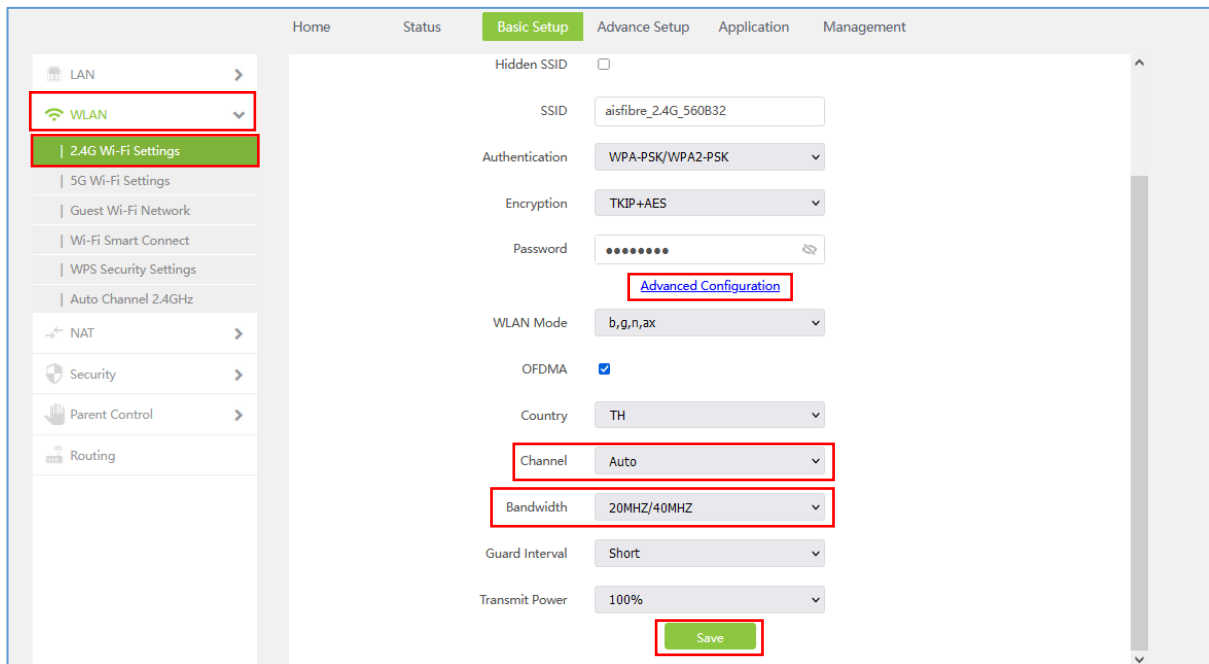 Home Status Basic Setup Advance Setup Application Management
LAN
WLAN
| 2.4G Wi-Fi Settings
| 5G Wi-Fi Settings
| Guest Wi-Fi Network
| Wi-Fi Smart Connect
| WPS Security Settings
| Auto Channel 2.4GHz
NAT
Security
Parent Control
Routing
Hidden SSID
SSID aisfibre_2.4G_560B32
Authentication WPA-PSK/WPA2-PSK
Encryption TKIP+AES
Password ●●●●●●●●
Advanced Configuration
WLAN Mode b,g,n,ax
OFDMA
Country TH
Channel Auto
Bandwidth 20MHZ/40MHZ
Guard Interval Short
Transmit Power 100%
Save